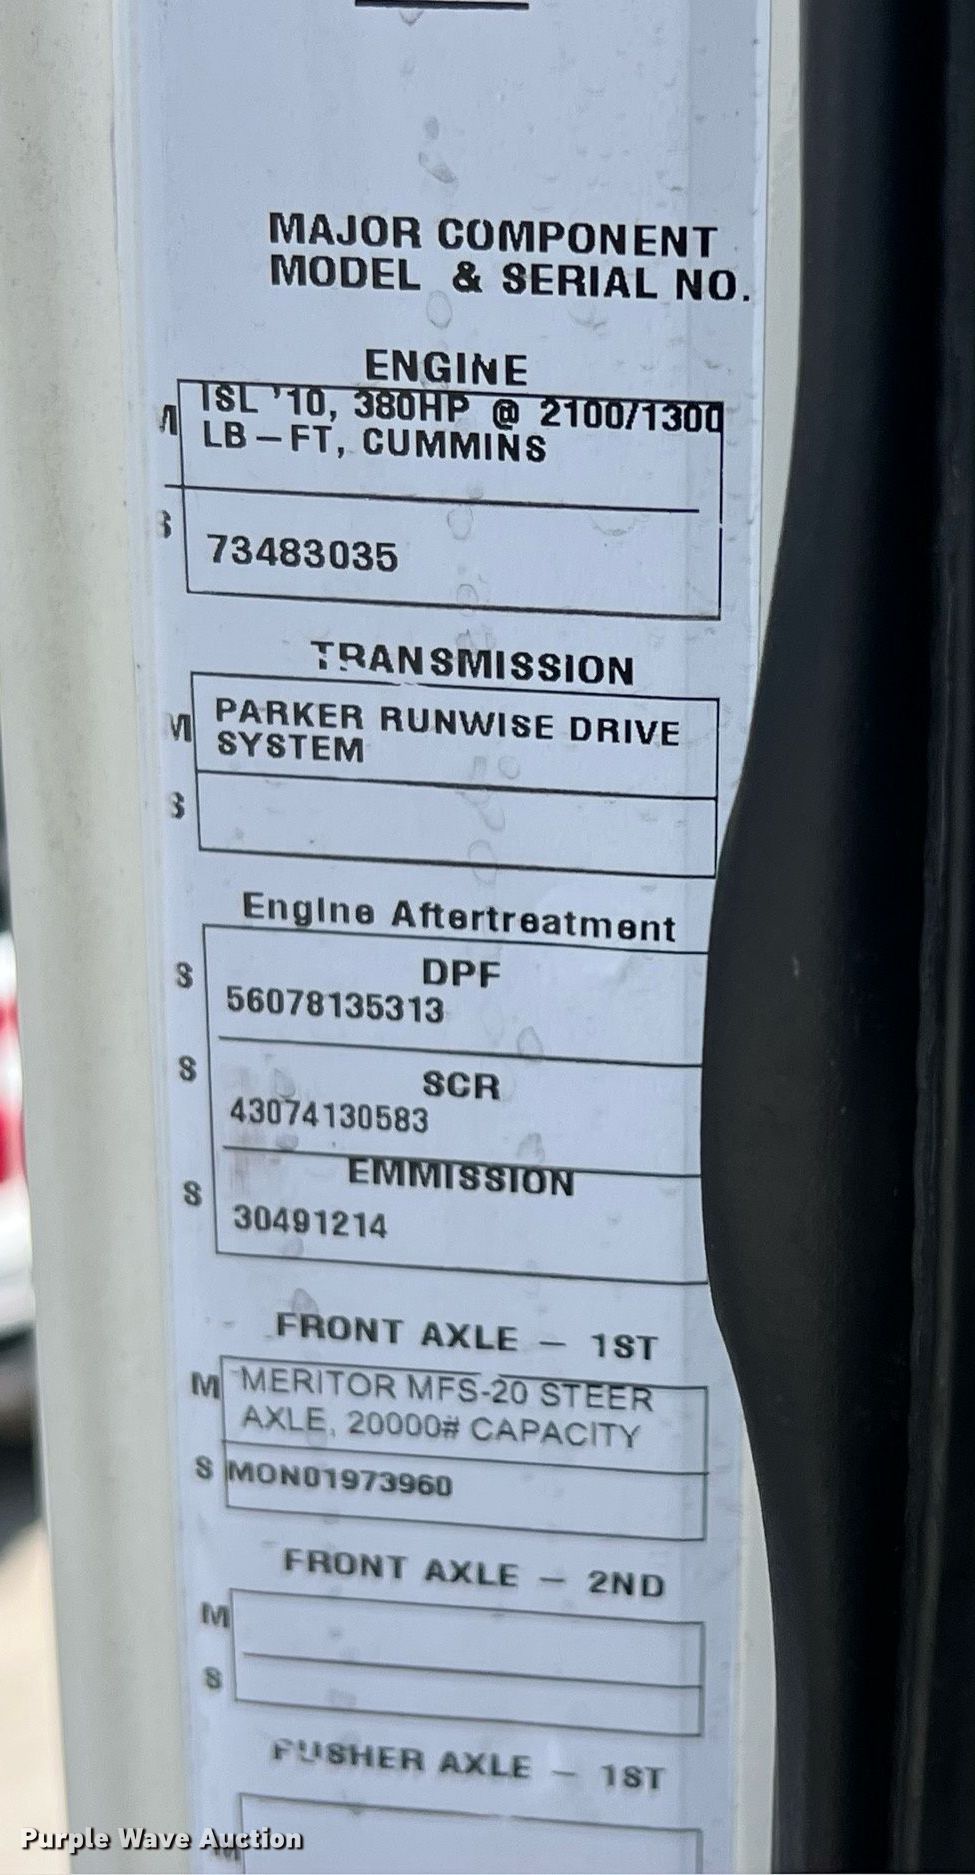 MAJOR COMPONENT
MODEL & SERIAL NO.
ENGINE
M
ISL '10, 380HP @ 2100/1300
LB-FT, CUMMINS
S
73483035
TRANSMISSION
M
PARKER RUNWISE DRIVE
SYSTEM
S
Engine Aftertreatment
S
DPF
56078135313
S
SCR
43074130583
EMMISSION
S
30491214
FRONT AXLE - 1ST
M
MERITOR MFS-20 STEER
AXLE, 20000# CAPACITY
S
MON01973960
FRONT AXLE - 2ND
M
S
PUSHER AXLE - 1ST
M
Purple Wave Auction